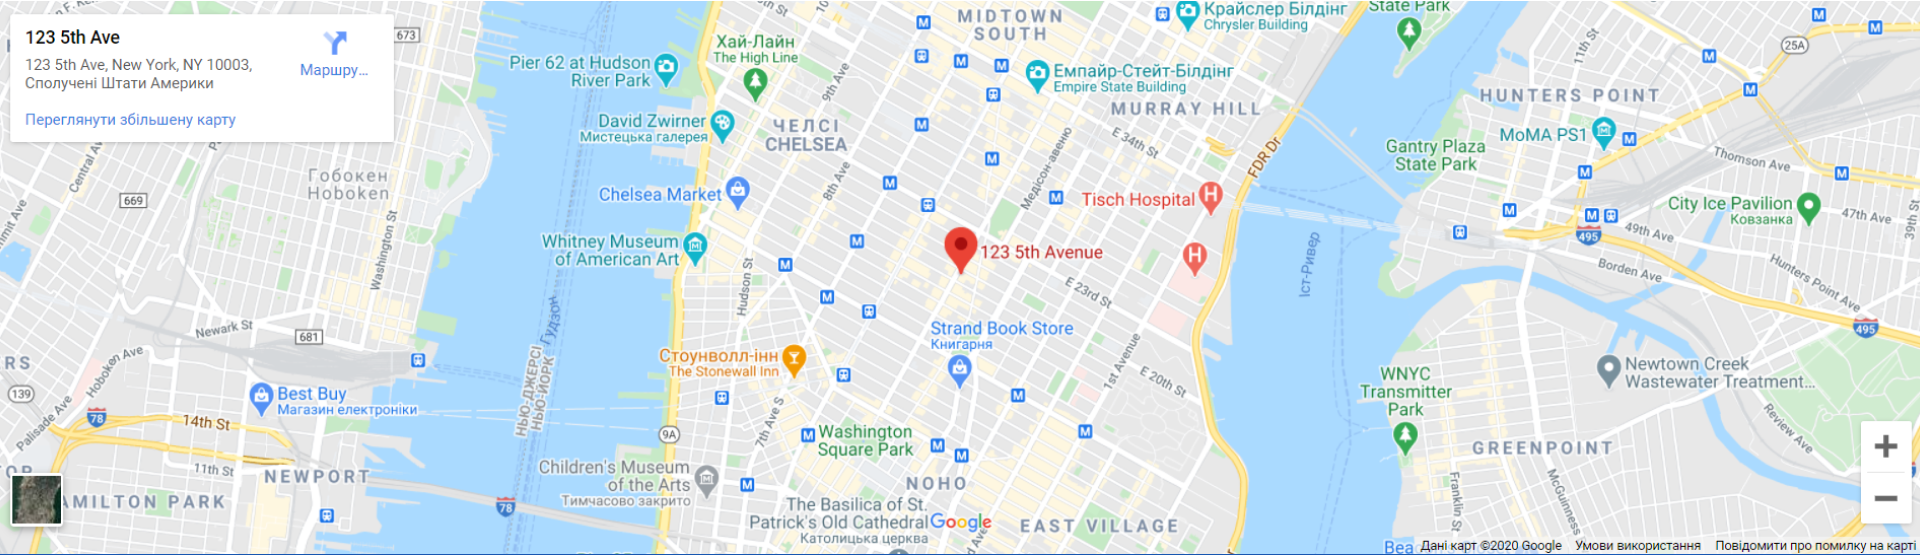 123 5th Ave
123 5th Ave, New York, NY 10003,
Сполучені Штати Америки
Маршру...
Переглянути збільшену карту
673
669
Гобокен
Hoboken
Washington St
Central Ave
Newark St
681
Hoboken Ave
139
Palisade Ave
78
14th St
11th St
NEWPORT
AMILTON PARK
Best Buy
Магазин електроніки
78
НЬЮ-ДЖЕРСІ
НЬЮ-ЙОРК
Гудзон
Pier 62 at Hudson
River Park
Хай-Лайн
The High Line
David Zwirner
Мистецька галерея
ЧЕЛСІ
CHELSEA
9th Ave
8th Ave
Chelsea Market
Whitney Museum
of American Art
Hudson St
Стоунволл-інн
The Stonewall Inn
9A
7th Ave S
Children's Museum
of the Arts
Тимчасово закрито
Washington
Square Park
The Basilica of St.
Patrick's Old Cathedral
Католицька церква
NOHO
EAST VILLAGE
Google
MIDTOWN
SOUTH
Крайслер Білдінг
Chrysler Building
Емпайр-Стейт-Білдінг
Empire State Building
MURRAY HILL
E 34th St
Медісон-авеню
Tisch Hospital
123 5th Avenue
E 23rd St
Strand Book Store
Книгарня
1st Avenue
E 20th St
FDR Dr
Іст-Ривер
State Park
Gantry Plaza
State Park
HUNTERS POINT
MoMA PS1
11th St
25A
Thomson Ave
City Ice Pavilion
Ковзанка
47th Ave
39th St
49th Ave
495
Borden Ave
Hunters Point Ave
495
Newtown Creek
Wastewater Treatment...
WNYC
Transmitter
Park
GREENPOINT
Review Ave
Franklin St
McGuinness
Дані карт ©2020 Google
Умови використання
Повідомити про помилку на карті